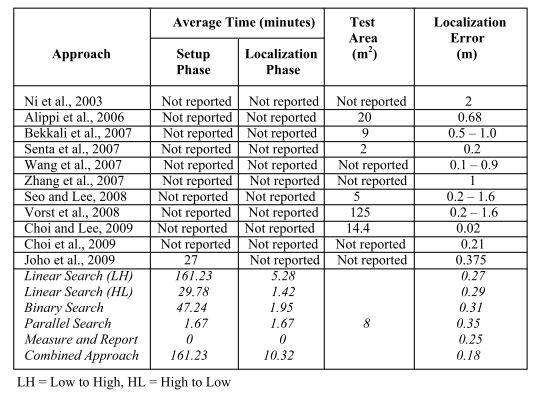 Approach Average Time (minutes) Test Area (m²) Localization Error (m)
Setup Phase Localization Phase
Ni et al., 2003 Not reported Not reported Not reported 2
Alippi et al., 2006 Not reported Not reported 20 0.68
Bekkali et al., 2007 Not reported Not reported 9 0.5 – 1.0
Senta et al., 2007 Not reported Not reported 2 0.2
Wang et al., 2007 Not reported Not reported Not reported 0.1 – 0.9
Zhang et al., 2007 Not reported Not reported Not reported 1
Seo and Lee, 2008 Not reported Not reported 5 0.2 – 1.6
Vorst et al., 2008 Not reported Not reported 125 0.2 – 1.6
Choi and Lee, 2009 Not reported Not reported 14.4 0.02
Choi et al., 2009 Not reported Not reported Not reported 0.21
Joho et al., 2009 27 Not reported Not reported 0.375
Linear Search (LH) 161.23 5.28 0.27
Linear Search (HL) 29.78 1.42 0.29
Binary Search 47.24 1.95 0.31
Parallel Search 1.67 1.67 8 0.35
Measure and Report 0 0 0.25
Combined Approach 161.23 10.32 0.18
LH = Low to High, HL = High to Low